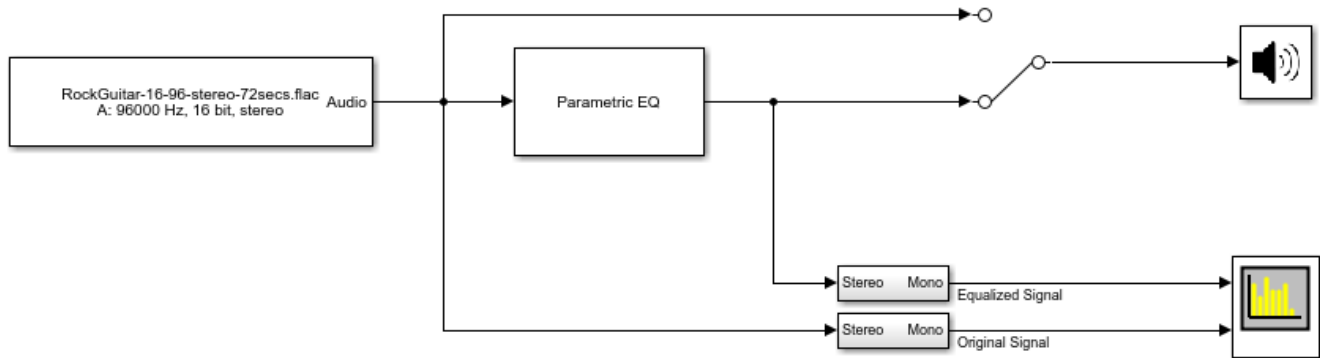 RockGuitar-16-96-stereo-72secs.flac
A: 96000 Hz, 16 bit, stereo
Audio
Parametric EQ
Stereo Mono
Equalized Signal
Stereo Mono
Original Signal